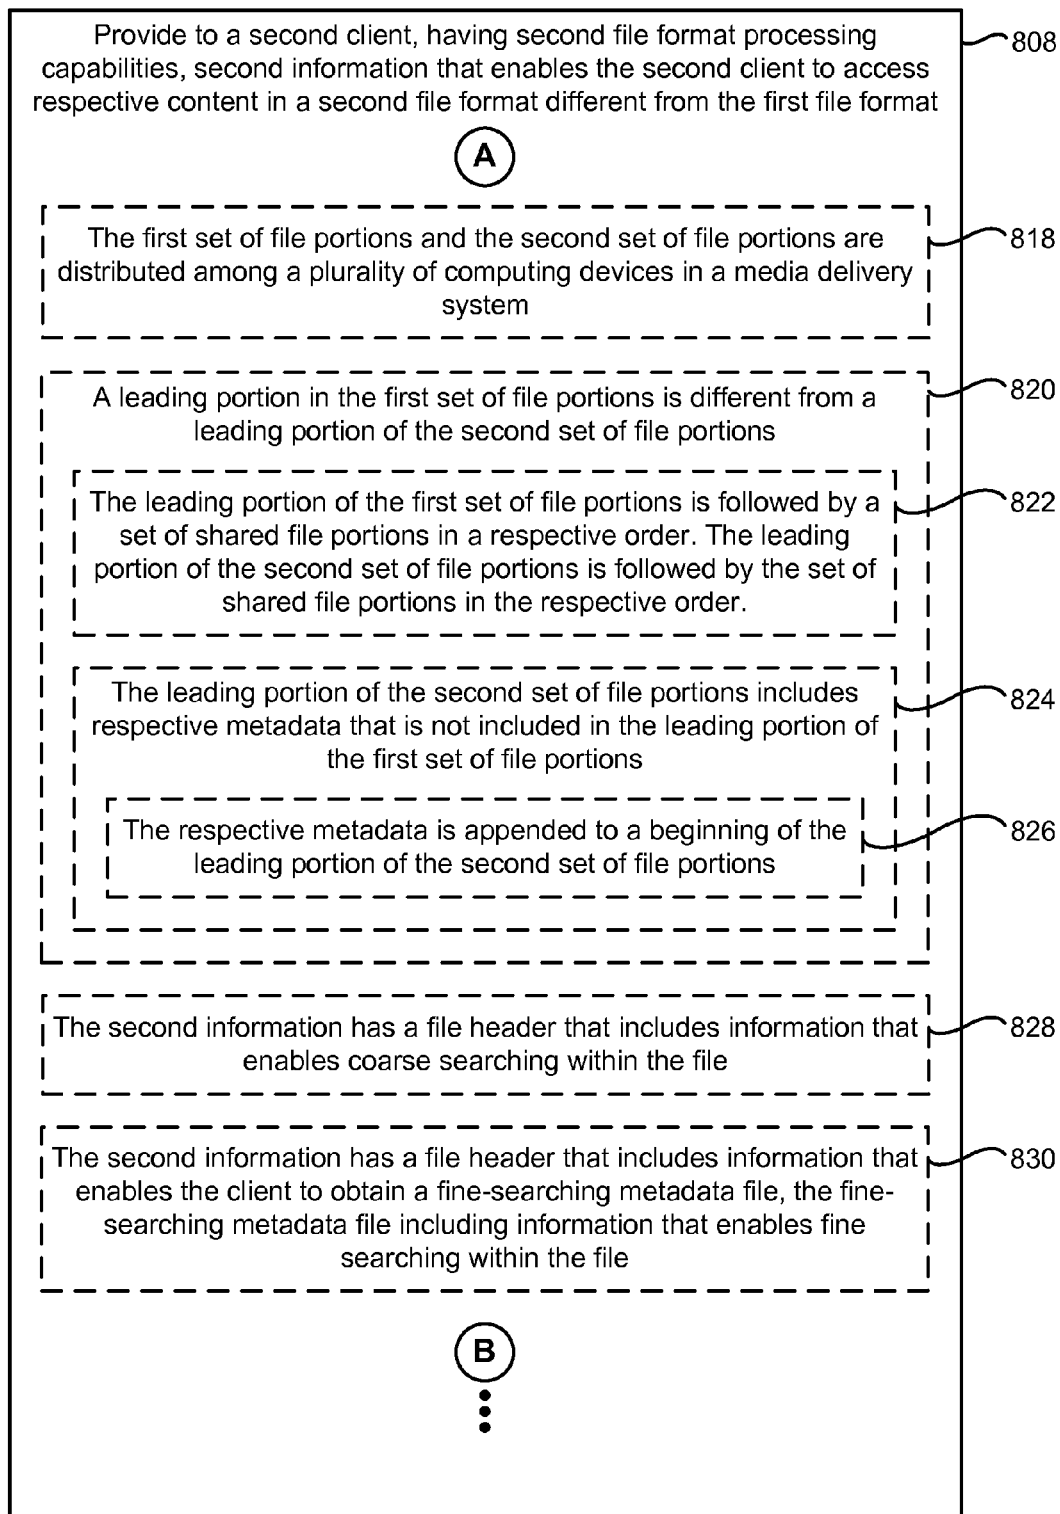 Provide to a second client, having second file format processing
capabilities, second information that enables the second client to access
respective content in a second file format different from the first file format
808
A
The first set of file portions and the second set of file portions are
distributed among a plurality of computing devices in a media delivery
system
818
A leading portion in the first set of file portions is different from a
leading portion of the second set of file portions
820
The leading portion of the first set of file portions is followed by a
set of shared file portions in a respective order. The leading
portion of the second set of file portions is followed by the set of
shared file portions in the respective order.
822
The leading portion of the second set of file portions includes
respective metadata that is not included in the leading portion of
the first set of file portions
824
The respective metadata is appended to a beginning of the
leading portion of the second set of file portions
826
The second information has a file header that includes information that
enables coarse searching within the file
828
The second information has a file header that includes information that
enables the client to obtain a fine-searching metadata file, the fine-
searching metadata file including information that enables fine
searching within the file
830
B